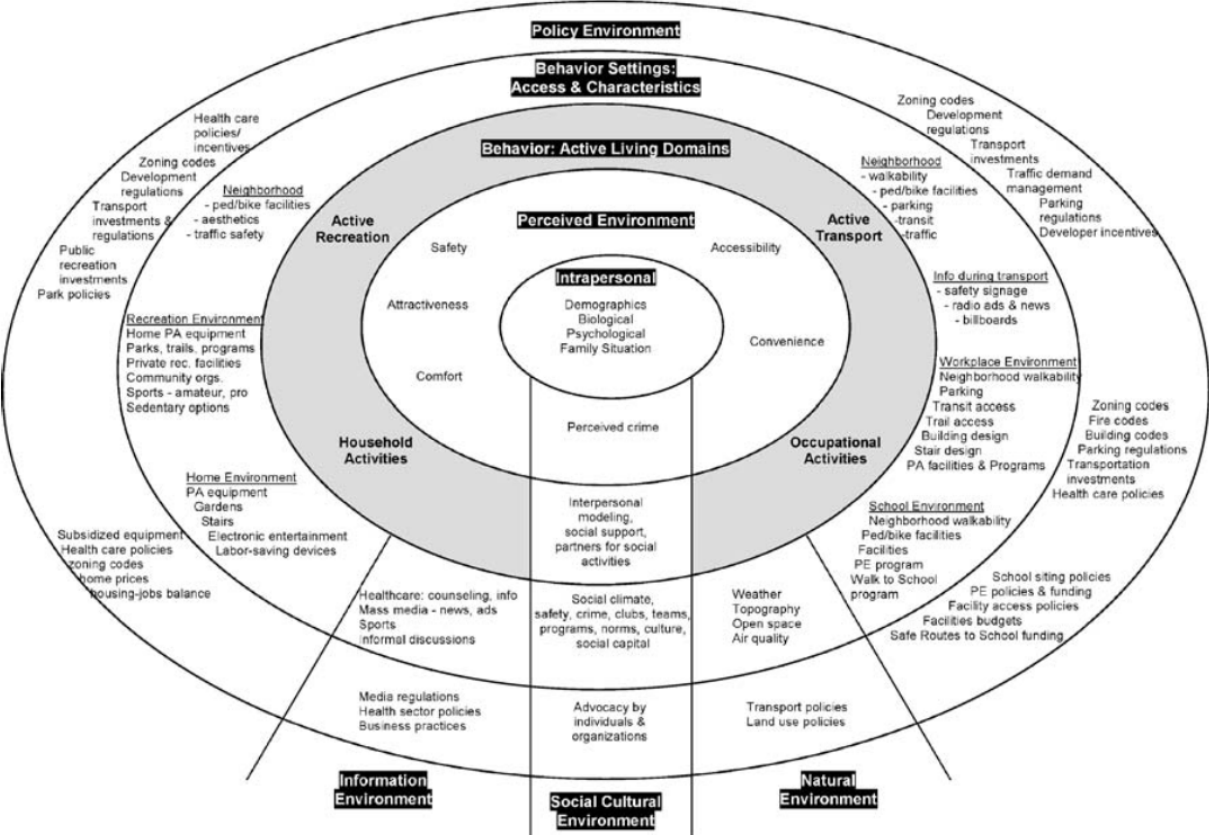 Policy Environment
Behavior Settings:
Access & Characteristics
Behavior: Active Living Domains
Perceived Environment
Intrapersonal
Demographics
Biological
Psychological
Family Situation
Safety
Attractiveness
Comfort
Accessibility
Convenience
Perceived crime
Active
Recreation
Active
Transport
Household
Activities
Occupational
Activities
Interpersonal
modeling,
social support,
partners for social
activities
Health care
policies/
incentives
Zoning codes
Development
regulations
Transport
investments &
regulations
Public
recreation
investments
Park policies
Neighborhood
- ped/bike facilities
- aesthetics
- traffic safety
Recreation Environment
Home PA equipment
Parks, trails, programs
Private rec. facilities
Community orgs.
Sports - amateur, pro
Sedentary options
Home Environment
PA equipment
Gardens
Stairs
Electronic entertainment
Labor-saving devices
Subsidized equipment
Health care policies
zoning codes
home prices
housing-jobs balance
Zoning codes
Development
regulations
Transport
investments
Traffic demand
management
Parking
regulations
Developer incentives
Neighborhood
- walkability
- ped/bike facilities
- parking
-transit
-traffic
Info during transport
- safety signage
- radio ads & news
- billboards
Workplace Environment
Neighborhood walkability
Parking
Transit access
Trail access
Building design
Stair design
PA facilities & Programs
Zoning codes
Fire codes
Building codes
Parking regulations
Transportation
investments
Health care policies
School Environment
Neighborhood walkability
Ped/bike facilities
Facilities
PE program
Walk to School
program
School siting policies
PE policies & funding
Facility access policies
Facilities budgets
Safe Routes to School funding
Healthcare: counseling, info
Mass media - news, ads
Sports
Informal discussions
Social climate,
safety, crime, clubs, teams,
programs, norms, culture,
social capital
Weather
Topography
Open space
Air quality
Media regulations
Health sector policies
Business practices
Advocacy by
individuals &
organizations
Transport policies
Land use policies
Information
Environment
Social Cultural
Environment
Natural
Environment